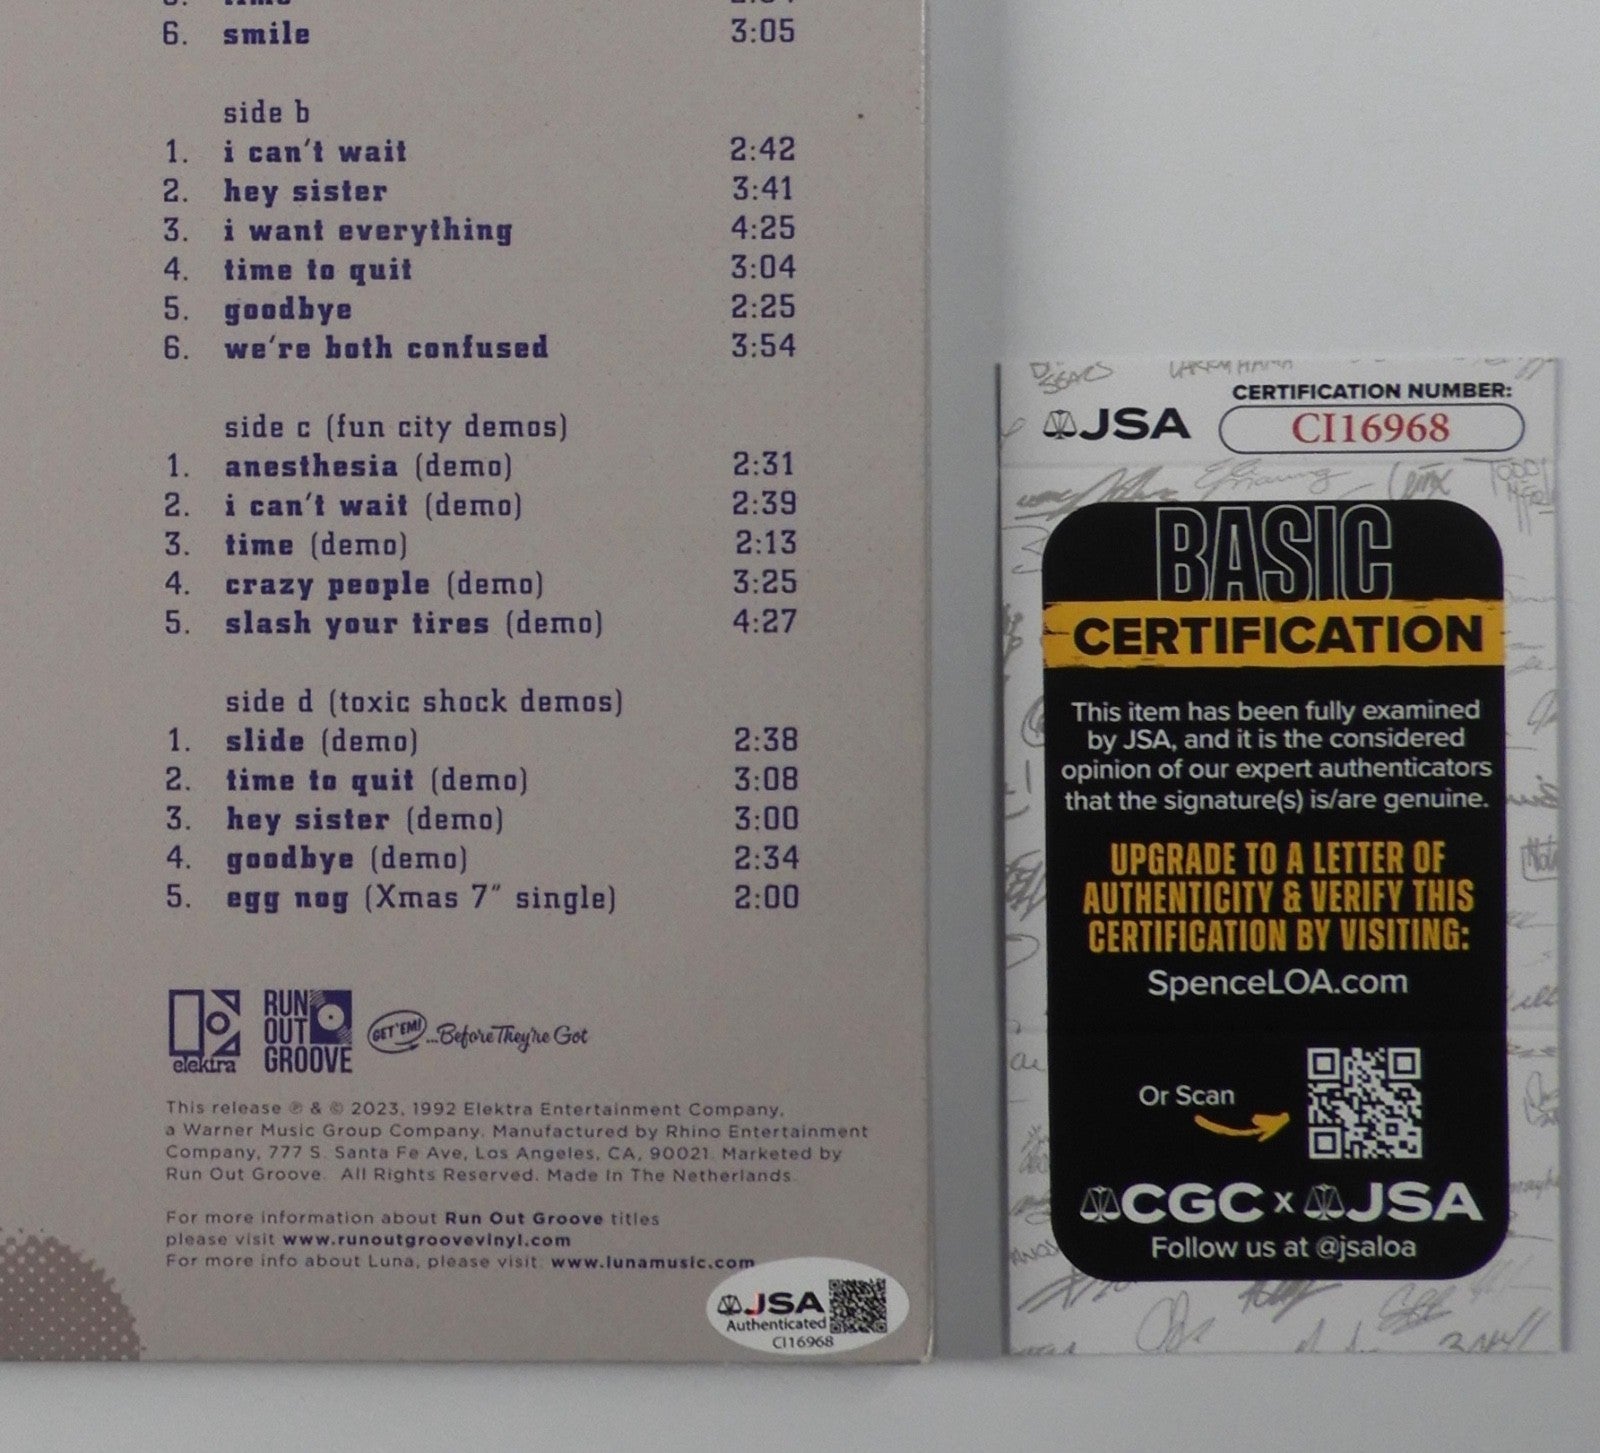 6. smile 3:05
side b
1. i can't wait 2:42
2. hey sister 3:41
3. i want everything 4:25
4. time to quit 3:04
5. goodbye 2:25
6. we're both confused 3:54
side c (fun city demos)
1. anesthesia (demo) 2:31
2. i can't wait (demo) 2:39
3. time (demo) 2:13
4. crazy people (demo) 3:25
5. slash your tires (demo) 4:27
side d (toxic shock demos)
1. slide (demo) 2:38
2. time to quit (demo) 3:08
3. hey sister (demo) 3:00
4. goodbye (demo) 2:34
5. egg nog (Xmas 7" single) 2:00
elektra
RUN
OUT
GROOVE
GET 'EM! ...Before They're Got
This release ℗ & © 2023, 1992 Elektra Entertainment Company,
a Warner Music Group Company. Manufactured by Rhino Entertainment
Company, 777 S. Santa Fe Ave, Los Angeles, CA, 90021. Marketed by
Run Out Groove. All Rights Reserved. Made In The Netherlands.
For more information about Run Out Groove titles
please visit www.runoutgroovevinyl.com
For more info about Luna, please visit: www.lunamusic.com
JSA
Authenticated
CI16968
CERTIFICATION NUMBER:
JSA CI16968
BASIC
CERTIFICATION
This item has been fully examined
by JSA, and it is the considered
opinion of our expert authenticators
that the signature(s) is/are genuine.
UPGRADE TO A LETTER OF
AUTHENTICITY & VERIFY THIS
CERTIFICATION BY VISITING:
SpenceLOA.com
Or Scan
CGC x JSA
Follow us at @jsaloa